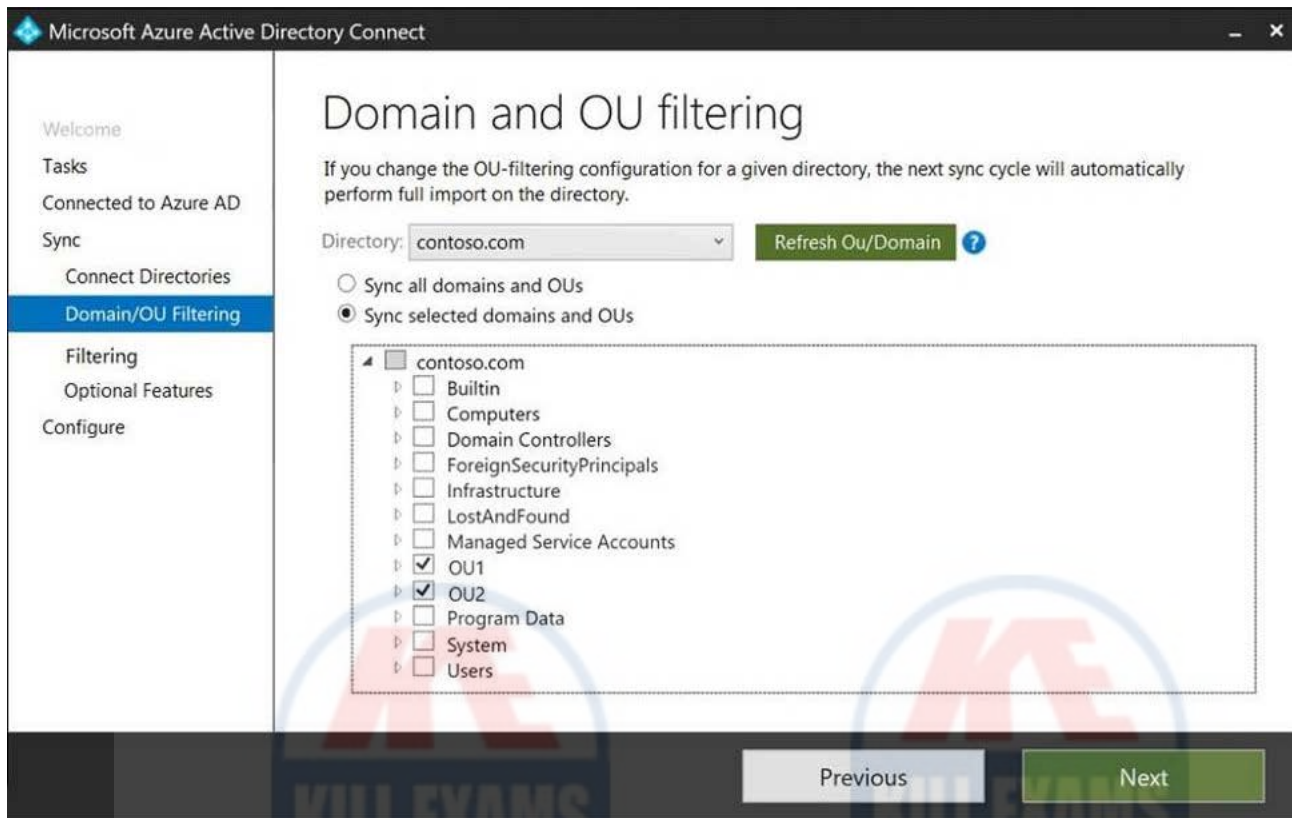 Microsoft Azure Active Directory Connect
Welcome
Tasks
Connected to Azure AD
Sync
Connect Directories
Domain/OU Filtering
Filtering
Optional Features
Configure
Domain and OU filtering
If you change the OU-filtering configuration for a given directory, the next sync cycle will automatically
perform full import on the directory.
Directory: contoso.com Refresh Ou/Domain ?
Sync all domains and OUs
Sync selected domains and OUs
contoso.com
Builtin
Computers
Domain Controllers
ForeignSecurityPrincipals
Infrastructure
LostAndFound
Managed Service Accounts
OU1
OU2
Program Data
System
Users
Previous Next
KILL EXAMS KILL EXAMS